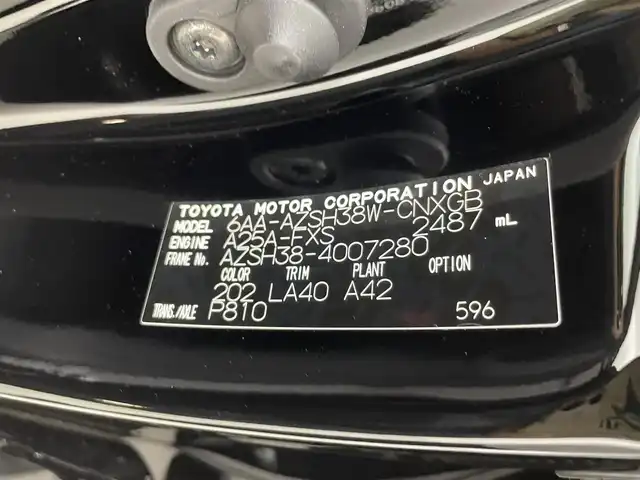 TOYOTA MOTOR CORPORATION JAPAN
MODEL 6AA-AZSH38W-CNXGB
ENGINE A25A-FXS 2487 mL
FRAME No. AZSH38-4007280
COLOR TRIM PLANT OPTION
202 LA40 A42
TRANS./AXLE P810 596